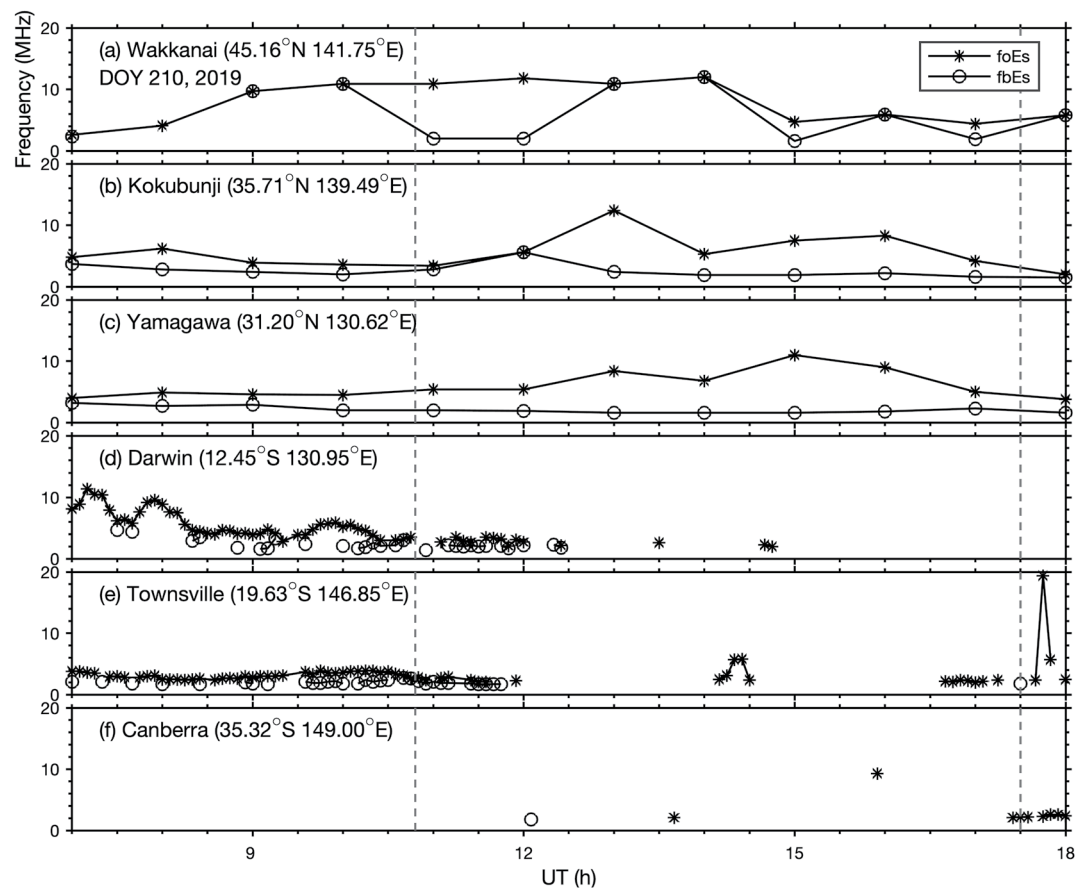 Frequency (MHz)
20
10
0
(a) Wakkanai (45.16°N 141.75°E)
DOY 210, 2019
foEs
fbEs
20
10
0
(b) Kokubunji (35.71°N 139.49°E)
20
10
0
(c) Yamagawa (31.20°N 130.62°E)
20
10
0
(d) Darwin (12.45°S 130.95°E)
20
10
0
(e) Townsville (19.63°S 146.85°E)
20
10
0
(f) Canberra (35.32°S 149.00°E)
9
12
15
18
UT (h)